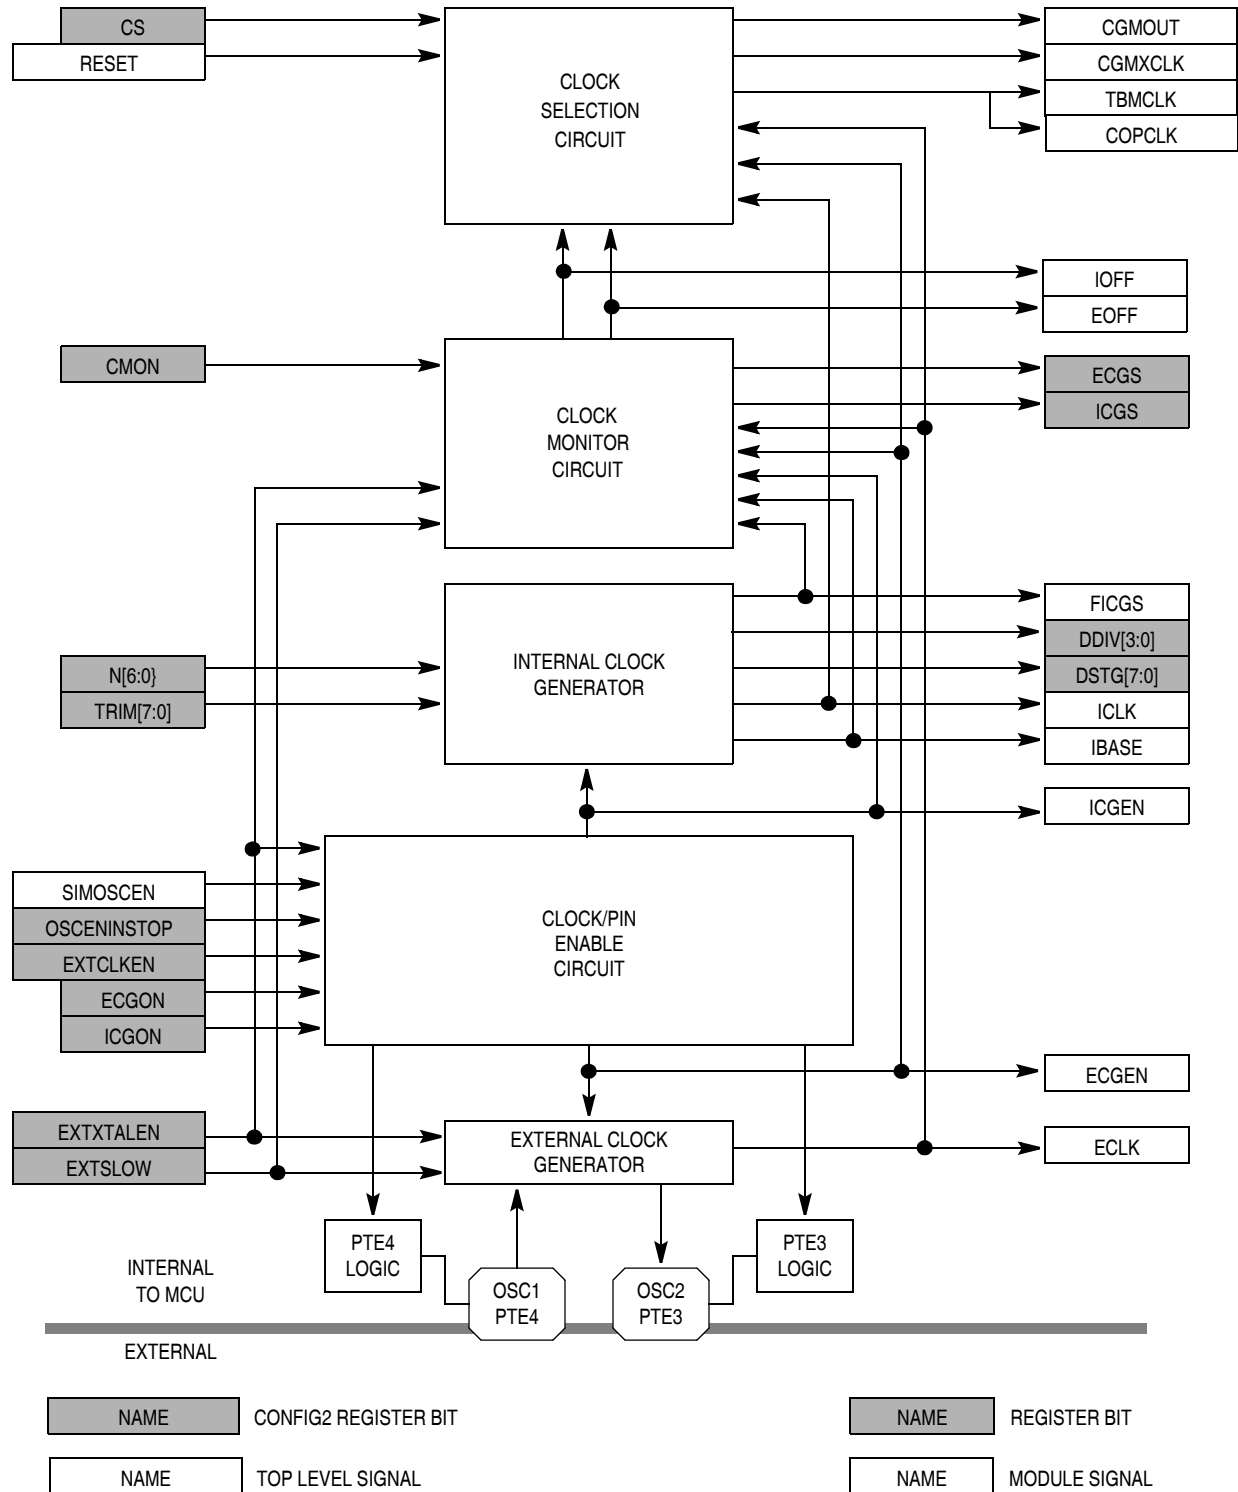 CS
RESET
CLOCK
SELECTION
CIRCUIT
CGMOUT
CGMXCLK
TBMCLK
COPCLK
IOFF
EOFF
CMON
CLOCK
MONITOR
CIRCUIT
ECGS
ICGS
N[6:0}
TRIM[7:0]
INTERNAL CLOCK
GENERATOR
FICGS
DDIV[3:0]
DSTG[7:0]
ICLK
IBASE
ICGEN
SIMOSCEN
OSCENINSTOP
EXTCLKEN
ECGON
ICGON
CLOCK/PIN
ENABLE
CIRCUIT
ECGEN
EXTXTALEN
EXTSLOW
EXTERNAL CLOCK
GENERATOR
ECLK
PTE4
LOGIC
PTE3
LOGIC
OSC1
PTE4
OSC2
PTE3
INTERNAL
TO MCU
EXTERNAL
NAME CONFIG2 REGISTER BIT
NAME REGISTER BIT
NAME TOP LEVEL SIGNAL
NAME MODULE SIGNAL